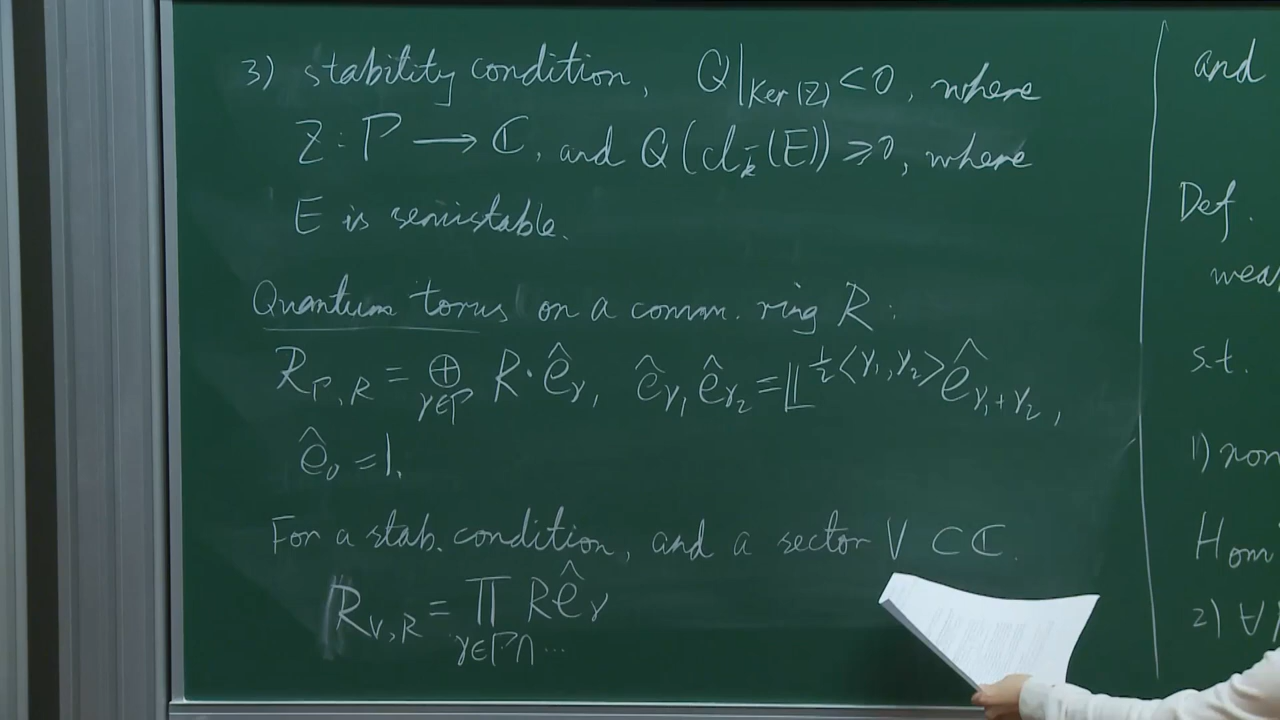 3) stability condition, Q|_{Ker(Z)} < 0, where
Z: Γ ⟶ ℂ, and Q(cl_{k̄}(E)) ≥ 0, where
E is semistable.
Quantum torus on a comm. ring R:
R_{Γ,R} = ⊕_{γ∈Γ} R·ê_γ, ê_{γ₁} ê_{γ₂} = 𝕃^{½⟨γ₁,γ₂⟩} ê_{γ₁+γ₂},
ê₀ = 1.
For a stab. condition, and a sector V ⊂ ℂ.
R_{V,R} = ∏_{γ∈Γ∩...} R ê_γ
and
Def.
s.t.
1)
Hom
2) ∀